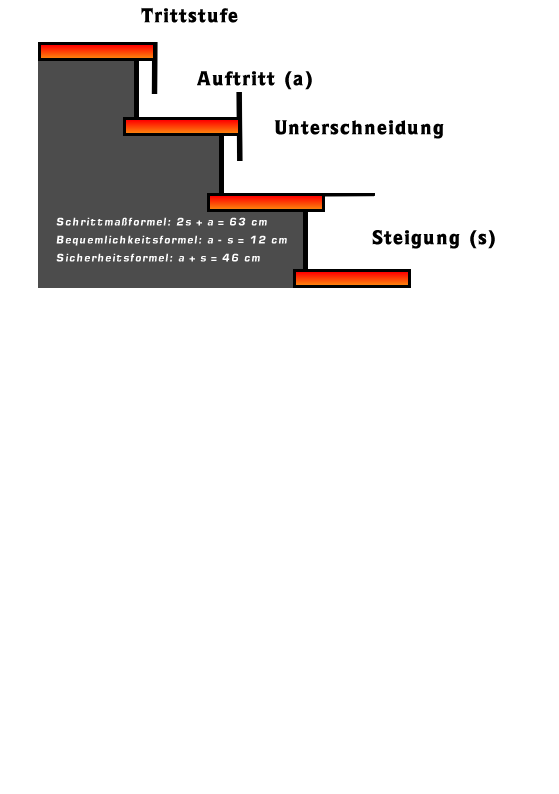 Trittstufe
Auftritt (a)
Unterschneidung
Schrittmaßformel: 2s + a = 63 cm
Bequemlichkeitsformel: a - s = 12 cm
Sicherheitsformel: a + s = 46 cm
Steigung (s)